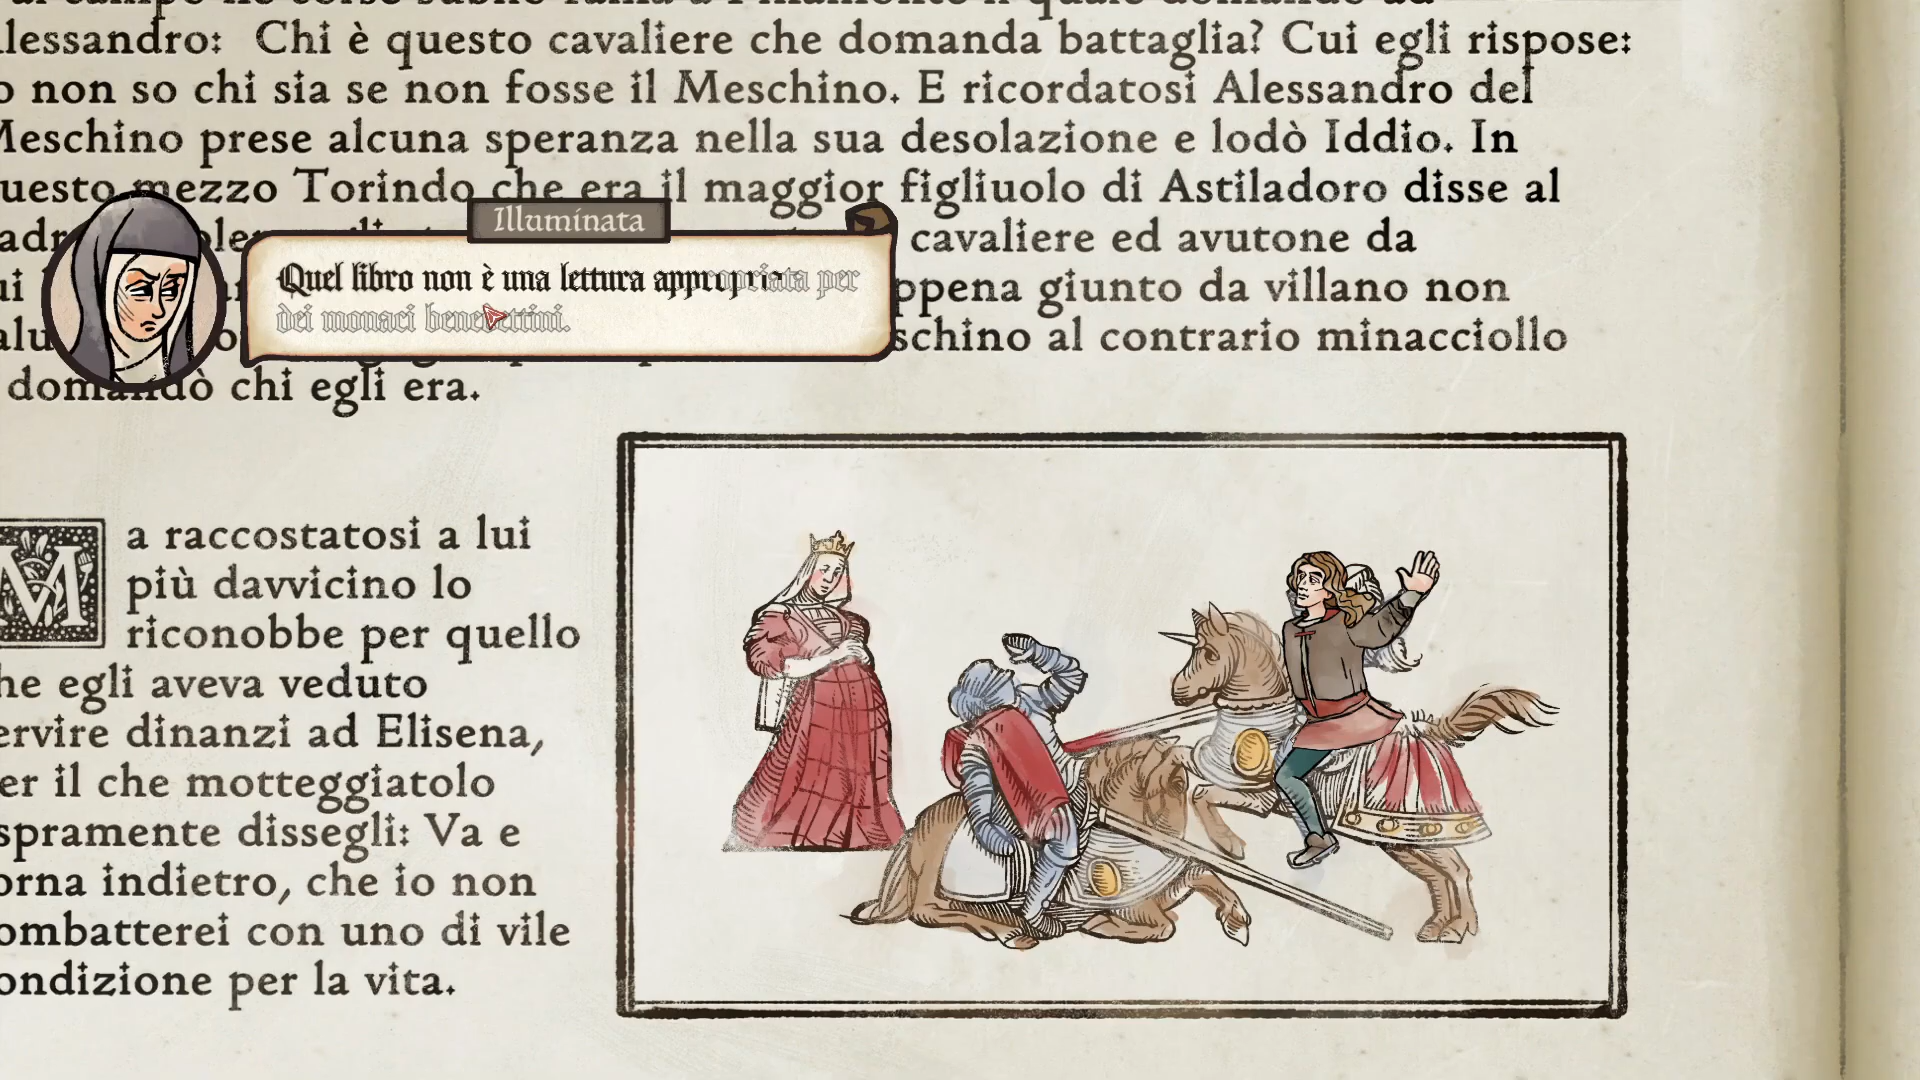 lessandro: Chi è questo cavaliere che domanda battaglia? Cui egli rispose:
o non so chi sia se non fosse il Meschino. E ricordatosi Alessandro del
Meschino prese alcuna speranza nella sua desolazione e lodò Iddio. In
uesto mezzo Torindo che era il maggior figliuolo di Astiladoro disse al
cavaliere ed avutone da
ppena giunto da villano non
schino al contrario minacciollo
domandò chi egli era.
Illuminata
Quel libro non è una lettura appropriata per
dei monaci benedettini.
M
a raccostatosi a lui
più davvicino lo
riconobbe per quello
he egli aveva veduto
ervire dinanzi ad Elisena,
er il che motteggiatolo
spramente dissegli: Va e
orna indietro, che io non
ombatterei con uno di vile
ondizione per la vita.